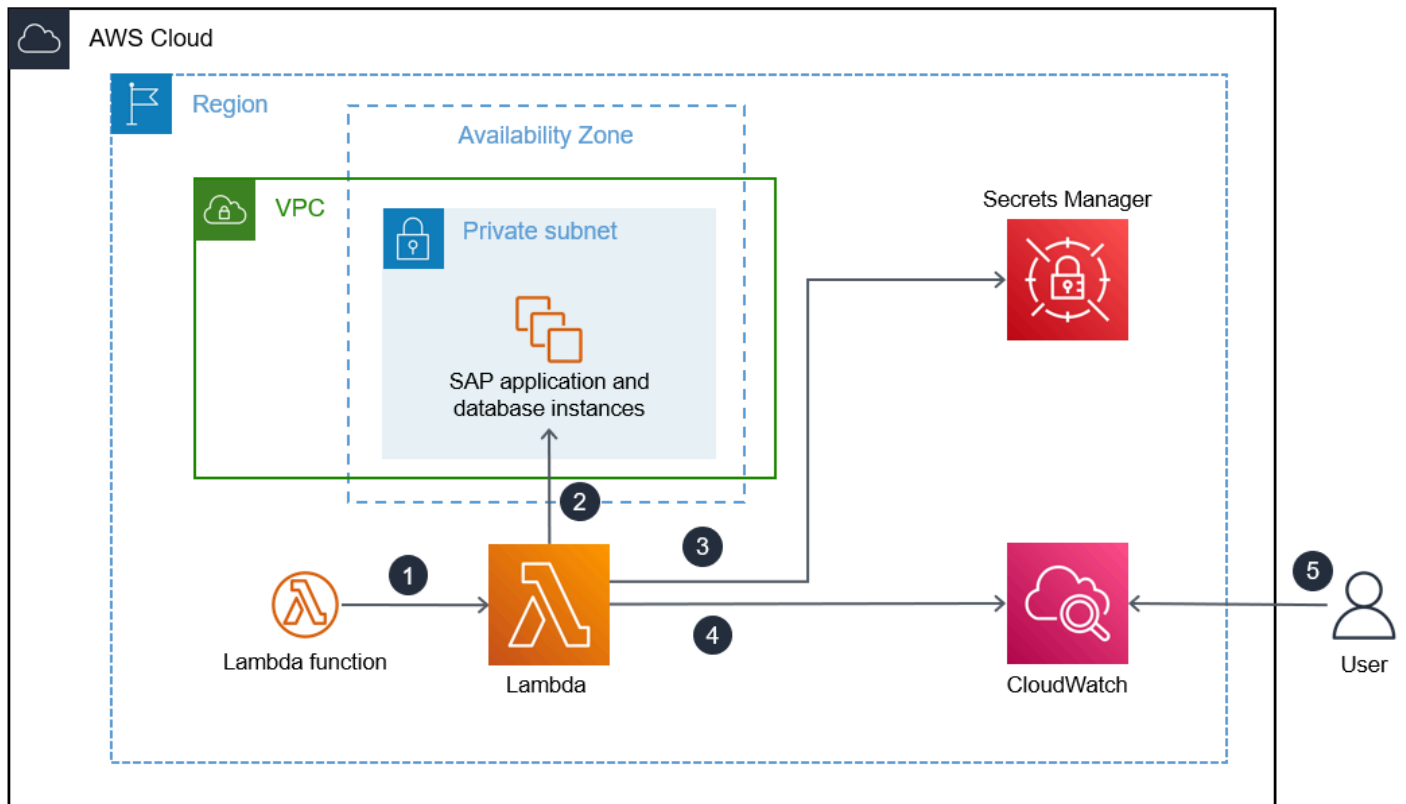 AWS Cloud
Region
Availability Zone
VPC
Private subnet
Secrets Manager
SAP application and
database instances
2
3
1
5
4
Lambda function
Lambda
CloudWatch
User